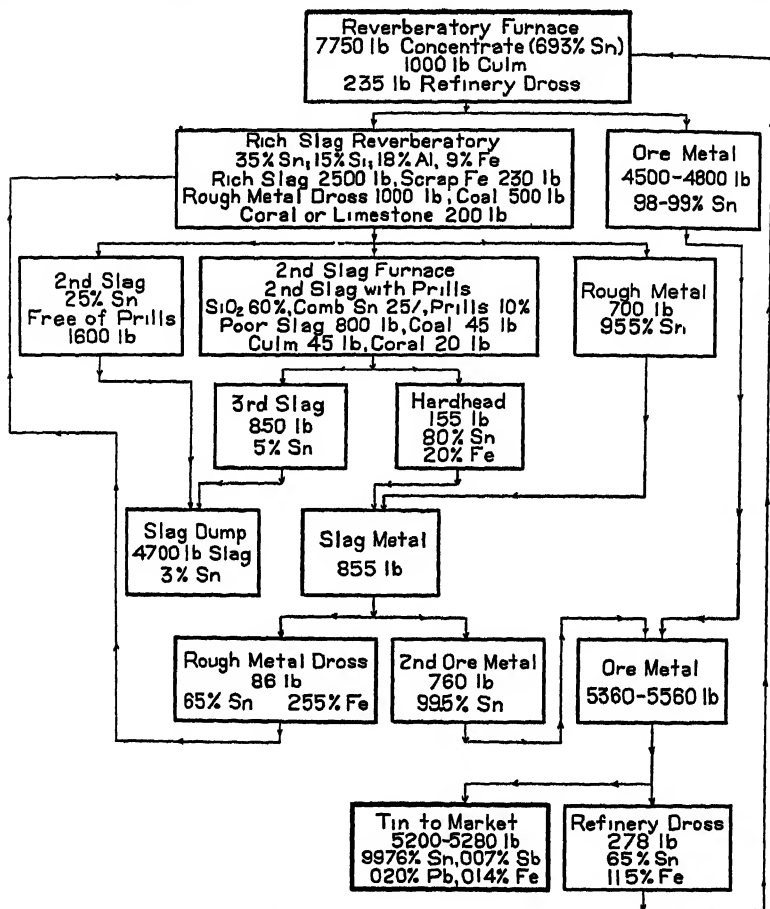 Reverberatory Furnace
7750 lb Concentrate (693% Sn)
1000 lb Culm
235 lb Refinery Dross
Rich Slag Reverberatory
35% Sn, 15% Si, 18% Al, 9% Fe
Rich Slag 2500 lb, Scrap Fe 230 lb
Rough Metal Dross 1000 lb, Coal 500 lb
Coral or Limestone 200 lb
Ore Metal
4500-4800 lb
98-99% Sn
2nd Slag
25% Sn
Free of Prills
1600 lb
2nd Slag Furnace
2nd Slag with Prills
SiO2 60%, Comb Sn 25/, Prills 10%
Poor Slag 800 lb, Coal 45 lb
Culm 45 lb, Coral 20 lb
Rough Metal
700 lb
955% Sn
3rd Slag
850 lb
5% Sn
Hardhead
155 lb
80% Sn
20% Fe
Slag Dump
4700 lb Slag
3% Sn
Slag Metal
855 lb
Rough Metal Dross
86 lb
65% Sn 255% Fe
2nd Ore Metal
760 lb
995% Sn
Ore Metal
5360-5560 lb
Tin to Market
5200-5280 lb
9976% Sn, 007% Sb
020% Pb, 014% Fe
Refinery Dross
278 lb
65% Sn
115% Fe